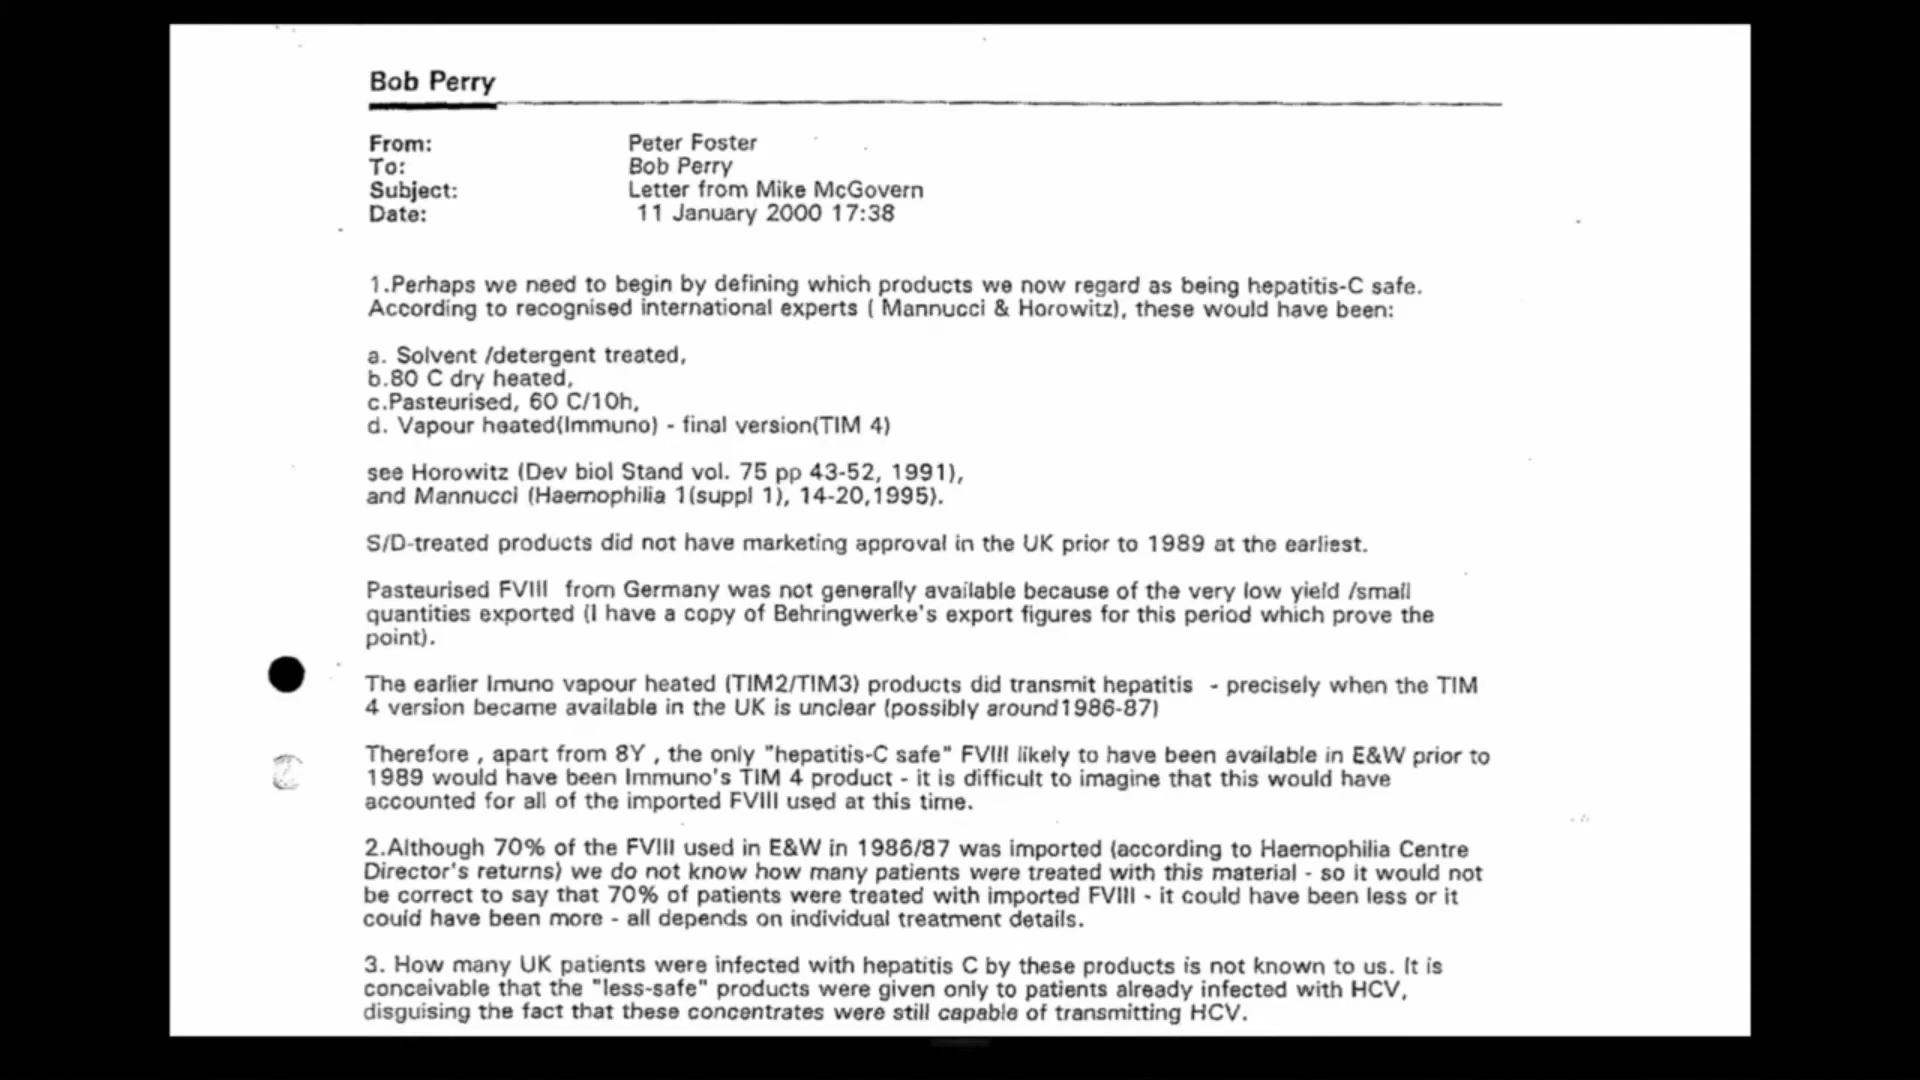 Bob Perry
From: Peter Foster
To: Bob Perry
Subject: Letter from Mike McGovern
Date: 11 January 2000 17:38
1.Perhaps we need to begin by defining which products we now regard as being hepatitis-C safe.
According to recognised international experts ( Mannucci & Horowitz), these would have been:
a. Solvent /detergent treated,
b.80 C dry heated,
c.Pasteurised, 60 C/10h,
d. Vapour heated(Immuno) - final version(TIM 4)
see Horowitz (Dev biol Stand vol. 75 pp 43-52, 1991),
and Mannucci (Haemophilia 1(suppl 1), 14-20,1995).
S/D-treated products did not have marketing approval in the UK prior to 1989 at the earliest.
Pasteurised FVIII from Germany was not generally available because of the very low yield /small
quantities exported (I have a copy of Behringwerke's export figures for this period which prove the
point).
The earlier Imuno vapour heated (TIM2/TIM3) products did transmit hepatitis - precisely when the TIM
4 version became available in the UK is unclear (possibly around1986-87)
Therefore , apart from 8Y , the only "hepatitis-C safe" FVIII likely to have been available in E&W prior to
1989 would have been Immuno's TIM 4 product - it is difficult to imagine that this would have
accounted for all of the imported FVIII used at this time.
2.Although 70% of the FVIII used in E&W in 1986/87 was imported (according to Haemophilia Centre
Director's returns) we do not know how many patients were treated with this material - so it would not
be correct to say that 70% of patients were treated with imported FVIII - it could have been less or it
could have been more - all depends on individual treatment details.
3. How many UK patients were infected with hepatitis C by these products is not known to us. It is
conceivable that the "less-safe" products were given only to patients already infected with HCV,
disguising the fact that these concentrates were still capable of transmitting HCV.